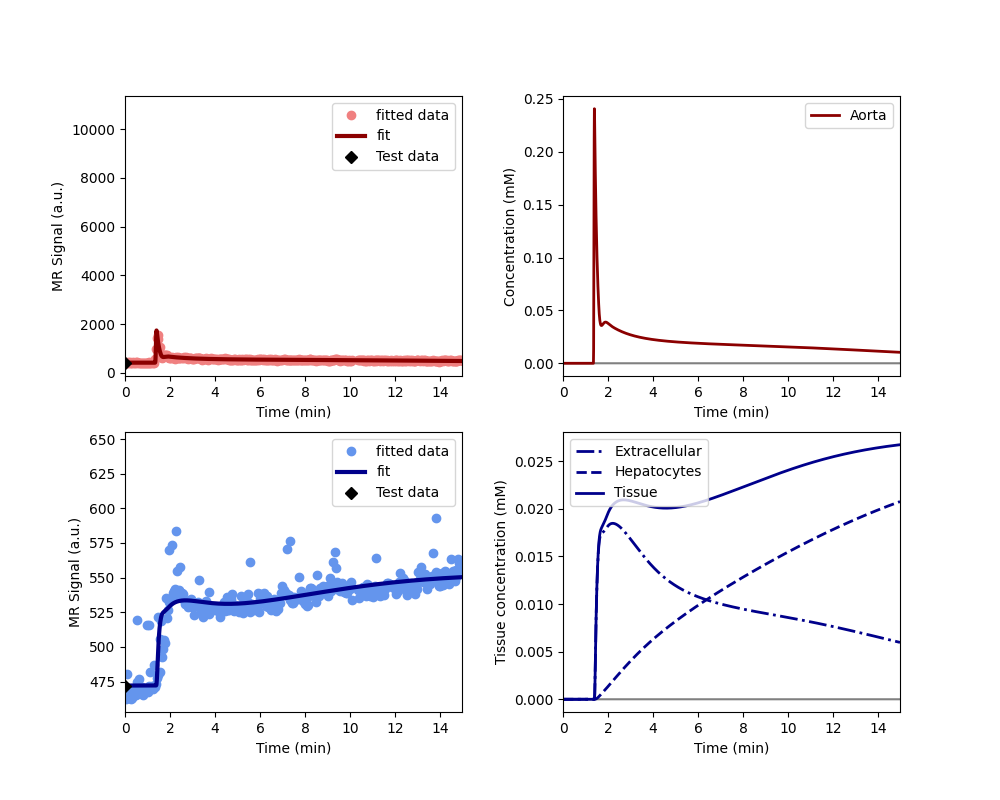 10000
8000
6000
4000
2000
0
MR Signal (a.u.)
fitted data
fit
Test data
0 2 4 6 8 10 12 14
Time (min)
0.25
0.20
0.15
0.10
0.05
0.00
Concentration (mM)
Aorta
0 2 4 6 8 10 12 14
Time (min)
650
625
600
575
550
525
500
475
MR Signal (a.u.)
fitted data
fit
Test data
0 2 4 6 8 10 12 14
Time (min)
0.025
0.020
0.015
0.010
0.005
0.000
Tissue concentration (mM)
Extracellular
Hepatocytes
Tissue
0 2 4 6 8 10 12 14
Time (min)